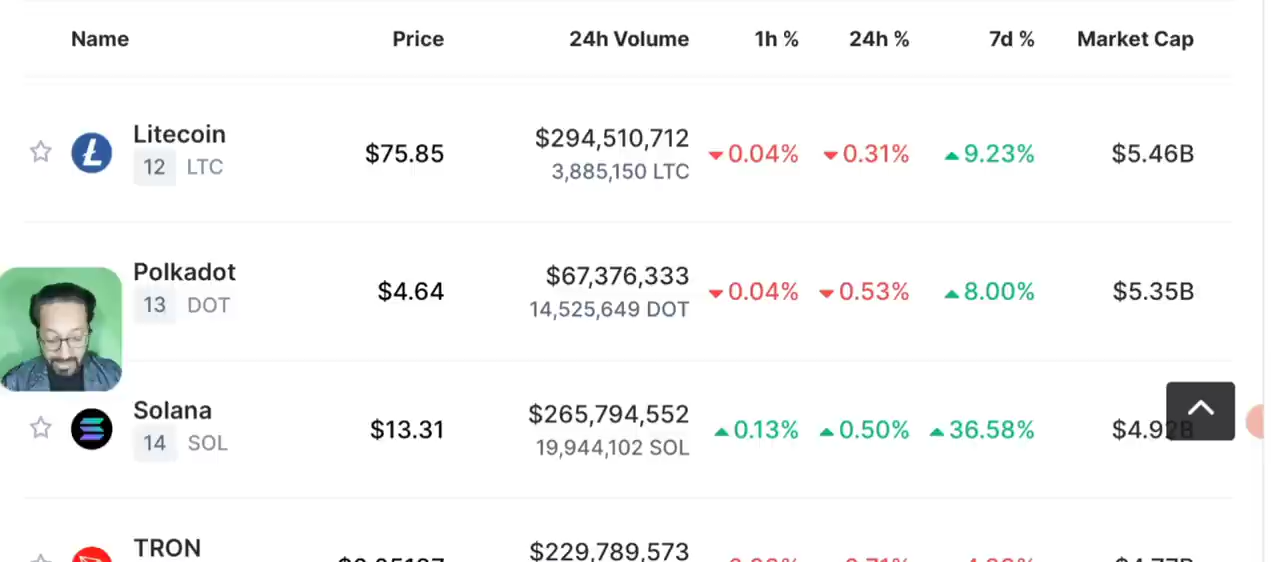 Name Price 24h Volume 1h % 24h % 7d % Market Cap
Litecoin
12 LTC
$75.85
$294,510,712
3,885,150 LTC
0.04% 0.31% 9.23% $5.46B
Polkadot
13 DOT
$4.64
$67,376,333
14,525,649 DOT
0.04% 0.53% 8.00% $5.35B
Solana
14 SOL
$13.31
$265,794,552
19,944,102 SOL
0.13% 0.50% 36.58% $4.92B
TRON
$229,789,573